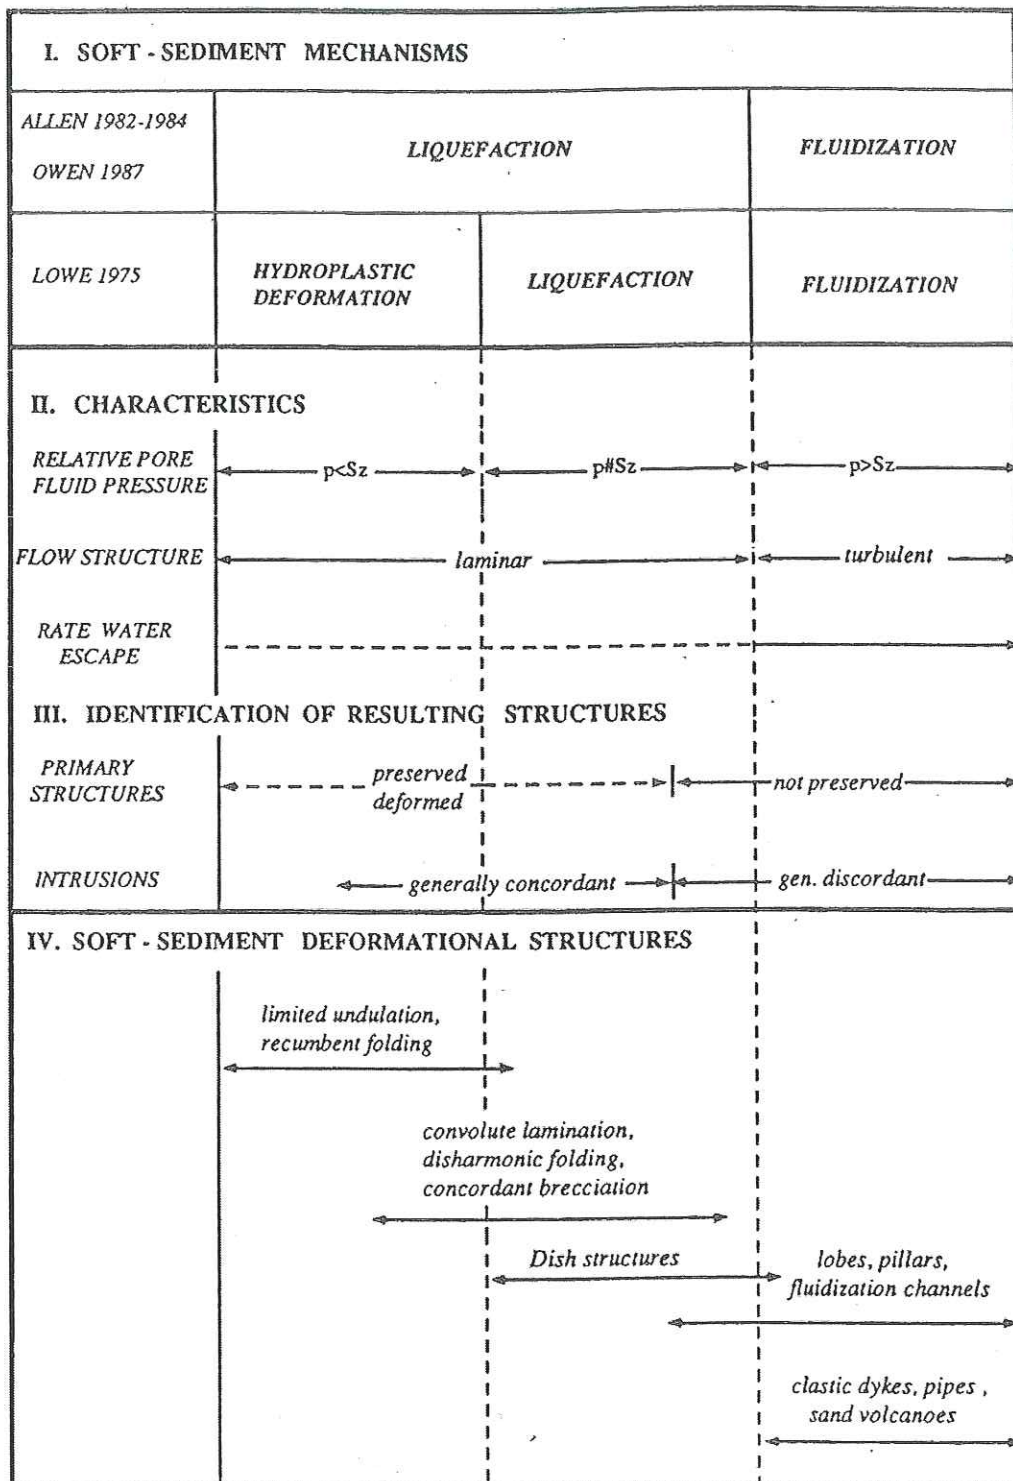 I. SOFT - SEDIMENT MECHANISMS
ALLEN 1982-1984
OWEN 1987
LIQUEFACTION
FLUIDIZATION
LOWE 1975
HYDROPLASTIC
DEFORMATION
LIQUEFACTION
FLUIDIZATION
II. CHARACTERISTICS
RELATIVE PORE
FLUID PRESSURE
p<Sz
p#Sz
p>Sz
FLOW STRUCTURE
laminar
turbulent
RATE WATER
ESCAPE
III. IDENTIFICATION OF RESULTING STRUCTURES
PRIMARY
STRUCTURES
preserved
deformed
not preserved
INTRUSIONS
generally concordant
gen. discordant
IV. SOFT - SEDIMENT DEFORMATIONAL STRUCTURES
limited undulation,
recumbent folding
convolute lamination,
disharmonic folding,
concordant brecciation
Dish structures
lobes, pillars,
fluidization channels
clastic dykes, pipes ,
sand volcanoes